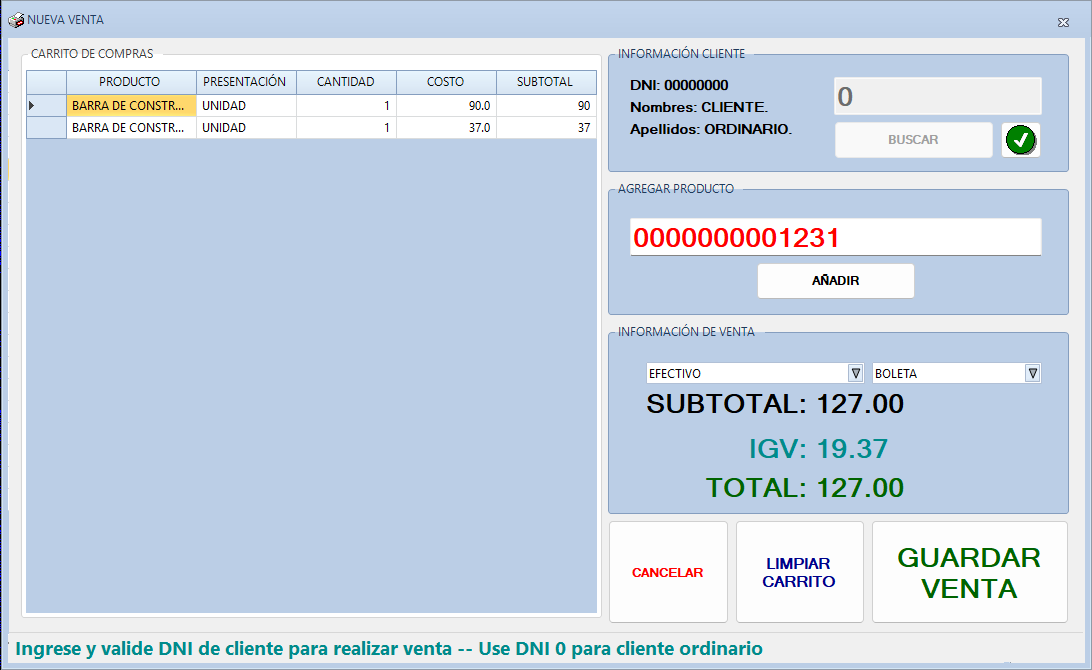 NUEVA VENTA
CARRITO DE COMPRAS
PRODUCTO PRESENTACIÓN CANTIDAD COSTO SUBTOTAL
BARRA DE CONSTR... UNIDAD 1 90.0 90
BARRA DE CONSTR... UNIDAD 1 37.0 37
INFORMACIÓN CLIENTE
DNI: 00000000
Nombres: CLIENTE.
Apellidos: ORDINARIO.
0
BUSCAR
AGREGAR PRODUCTO
0000000001231
AÑADIR
INFORMACIÓN DE VENTA
EFECTIVO BOLETA
SUBTOTAL: 127.00
IGV: 19.37
TOTAL: 127.00
CANCELAR
LIMPIAR
CARRITO
GUARDAR
VENTA
Ingrese y valide DNI de cliente para realizar venta -- Use DNI 0 para cliente ordinario